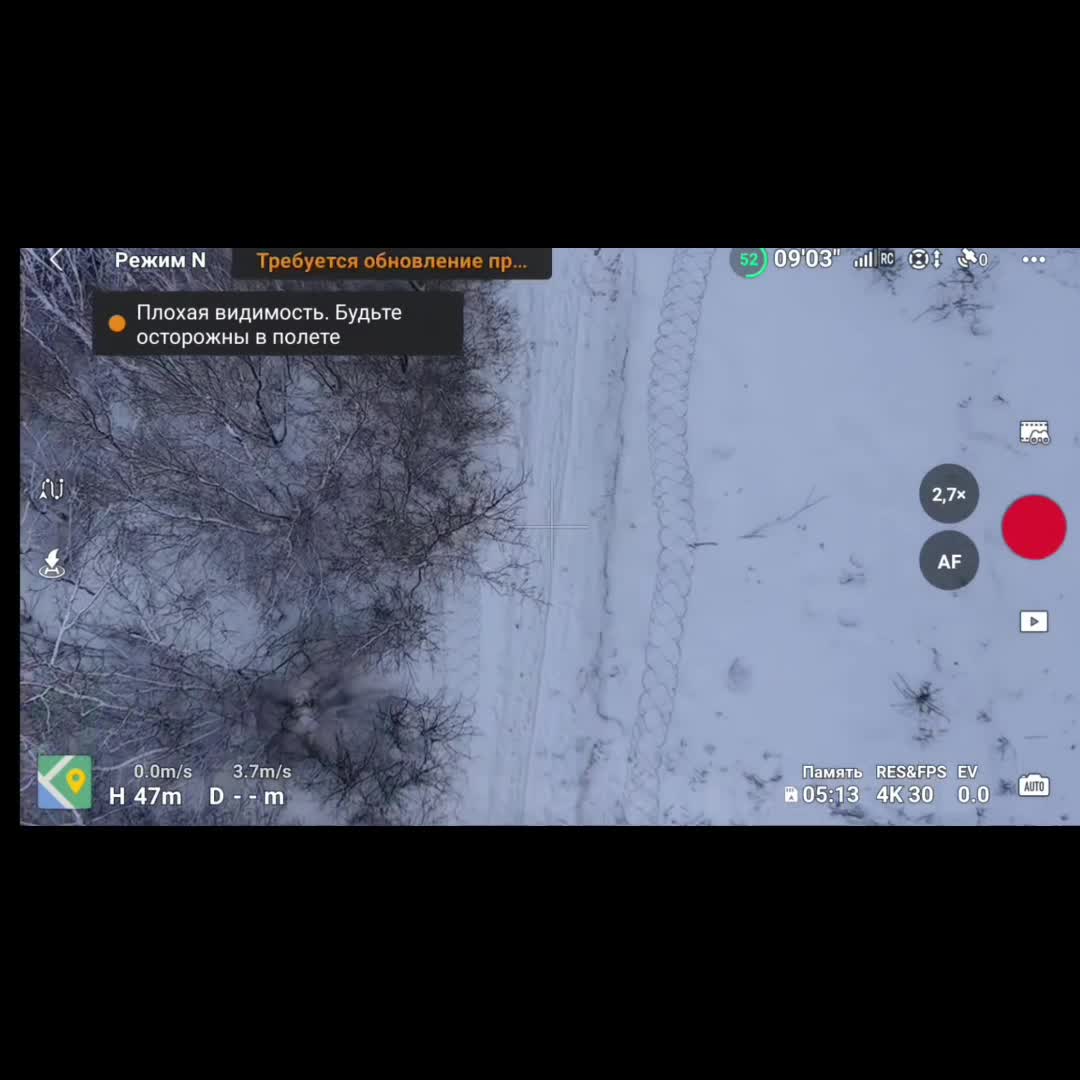 Режим N
Требуется обновление пр...
52 09'03" RC 0
Плохая видимость. Будьте
осторожны в полете
2,7×
AF
0.0m/s 3.7m/s
H 47m D - - m
Память RES&FPS EV
05:13 4K 30 0.0
AUTO